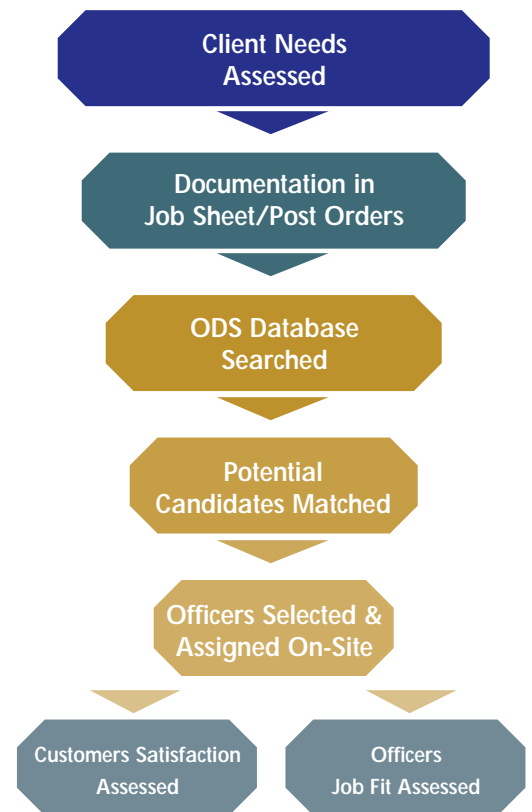 Client Needs
Assessed
Documentation in
Job Sheet/Post Orders
ODS Database
Searched
Potential
Candidates Matched
Officers Selected &
Assigned On-Site
Customers Satisfaction
Assessed
Officers
Job Fit Assessed